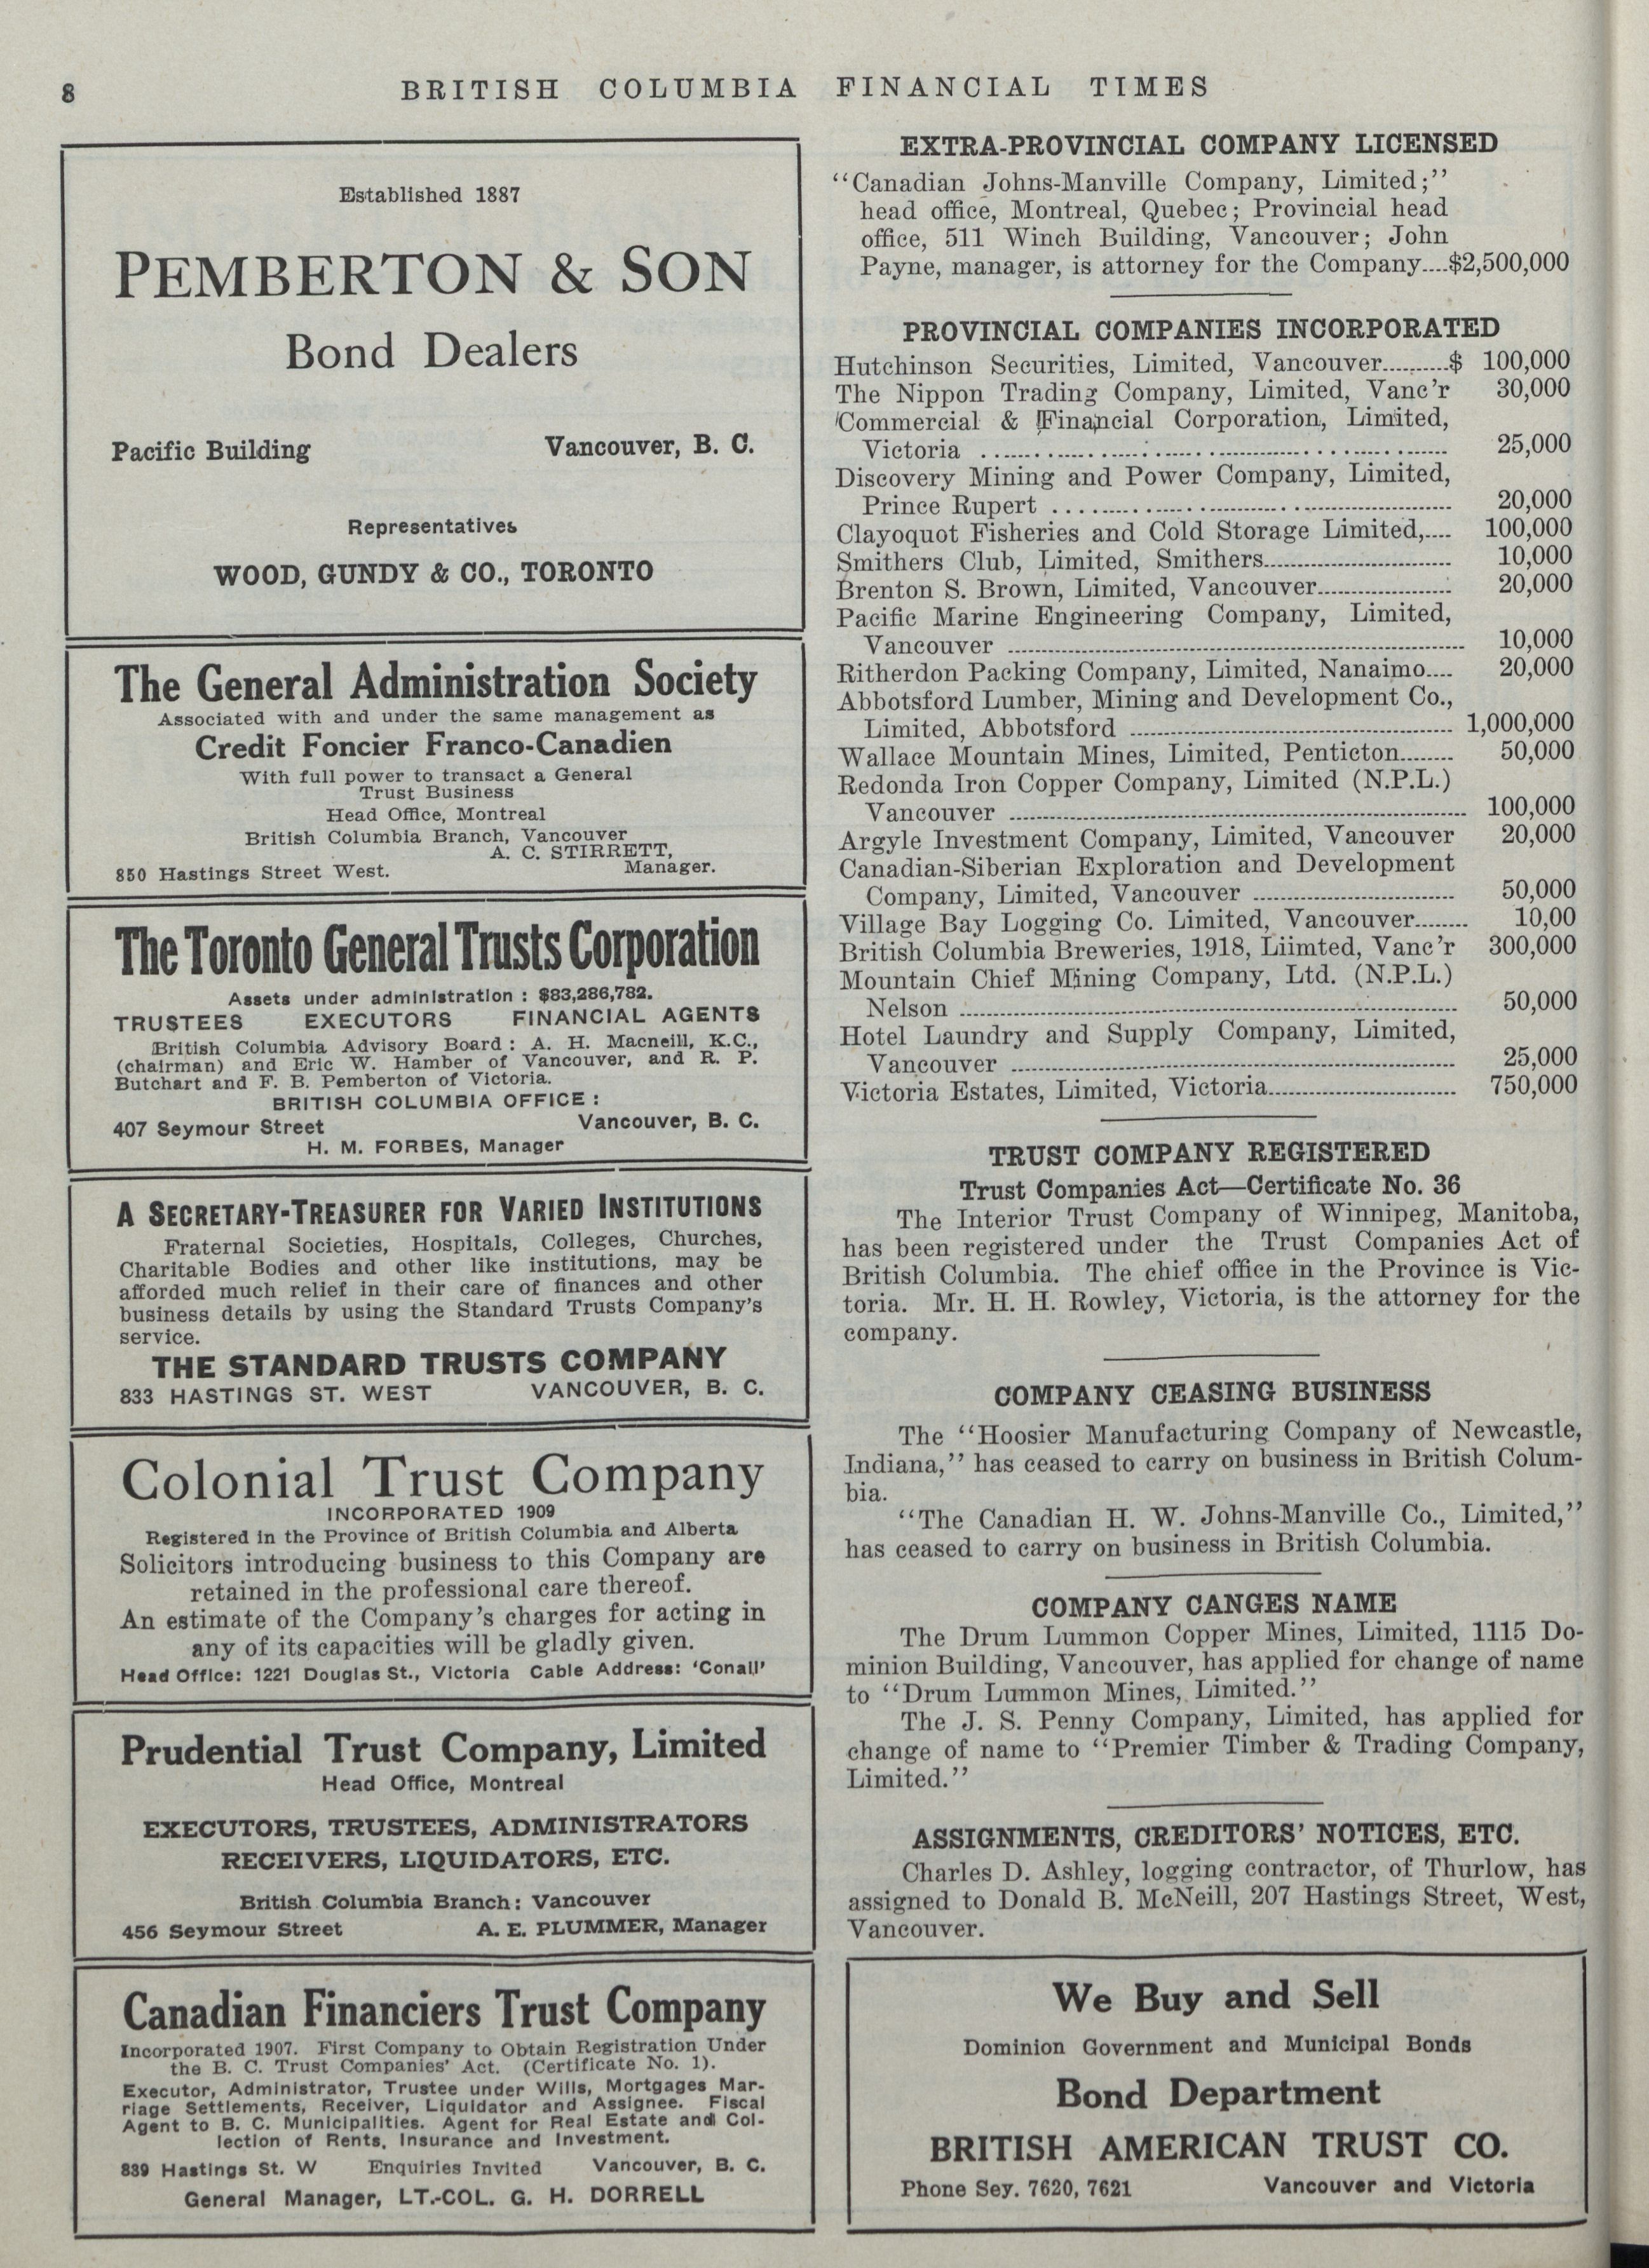 8
BRITISH COLUMBIA FINANCIAL TIMES
Established 1887
PEMBERTON & SON
Bond Dealers
Pacific Building Vancouver, B. C.
Representatives
WOOD, GUNDY & CO., TORONTO
The General Administration Society
Associated with and under the same management as
Credit Foncier Franco-Canadien
With full power to transact a General
Trust Business
Head Office, Montreal
British Columbia Branch, Vancouver
A. C. STIRRETT,
850 Hastings Street West. Manager.
The Toronto General Trusts Corporation
Assets under administration : $83,286,782.
TRUSTEES EXECUTORS FINANCIAL AGENTS
British Columbia Advisory Board : A. H. Macneill, K.C.,
(chairman) and Eric W. Hamber of Vancouver, and R. P.
Butchart and F. B. Pemberton of Victoria.
BRITISH COLUMBIA OFFICE :
407 Seymour Street Vancouver, B. C.
H. M. FORBES, Manager
A SECRETARY-TREASURER FOR VARIED INSTITUTIONS
Fraternal Societies, Hospitals, Colleges, Churches,
Charitable Bodies and other like institutions, may be
afforded much relief in their care of finances and other
business details by using the Standard Trusts Company's
service.
THE STANDARD TRUSTS COMPANY
833 HASTINGS ST. WEST VANCOUVER, B. C.
Colonial Trust Company
INCORPORATED 1909
Registered in the Province of British Columbia and Alberta
Solicitors introducing business to this Company are
retained in the professional care thereof.
An estimate of the Company's charges for acting in
any of its capacities will be gladly given.
Head Office: 1221 Douglas St., Victoria Cable Address: 'Conail'
Prudential Trust Company, Limited
Head Office, Montreal
EXECUTORS, TRUSTEES, ADMINISTRATORS
RECEIVERS, LIQUIDATORS, ETC.
British Columbia Branch: Vancouver
456 Seymour Street A. E. PLUMMER, Manager
Canadian Financiers Trust Company
Incorporated 1907. First Company to Obtain Registration Under
the B. C. Trust Companies' Act. (Certificate No. 1).
Executor, Administrator, Trustee under Wills, Mortgages Mar-
riage Settlements, Receiver, Liquidator and Assignee. Fiscal
Agent to B. C. Municipalities. Agent for Real Estate and Col-
lection of Rents, Insurance and Investment.
839 Hastings St. W Enquiries Invited Vancouver, B. C.
General Manager, LT.-COL. G. H. DORRELL
EXTRA-PROVINCIAL COMPANY LICENSED
"Canadian Johns-Manville Company, Limited;"
head office, Montreal, Quebec; Provincial head
office, 511 Winch Building, Vancouver; John
Payne, manager, is attorney for the Company....$2,500,000
PROVINCIAL COMPANIES INCORPORATED
Hutchinson Securities, Limited, Vancouver..........$ 100,000
The Nippon Trading Company, Limited, Vanc'r 30,000
Commercial & Financial Corporation, Limited,
Victoria .......... 25,000
Discovery Mining and Power Company, Limited,
Prince Rupert .......... 20,000
Clayoquot Fisheries and Cold Storage Limited,.... 100,000
Smithers Club, Limited, Smithers.......... 10,000
Brenton S. Brown, Limited, Vancouver.......... 20,000
Pacific Marine Engineering Company, Limited,
Vancouver .......... 10,000
Ritherdon Packing Company, Limited, Nanaimo.... 20,000
Abbotsford Lumber, Mining and Development Co.,
Limited, Abbotsford .......... 1,000,000
Wallace Mountain Mines, Limited, Penticton........ 50,000
Redonda Iron Copper Company, Limited (N.P.L.)
Vancouver .......... 100,000
Argyle Investment Company, Limited, Vancouver 20,000
Canadian-Siberian Exploration and Development
Company, Limited, Vancouver .......... 50,000
Village Bay Logging Co. Limited, Vancouver........ 10,00
British Columbia Breweries, 1918, Liimted, Vanc'r 300,000
Mountain Chief Mining Company, Ltd. (N.P.L.)
Nelson .......... 50,000
Hotel Laundry and Supply Company, Limited,
Vancouver .......... 25,000
Victoria Estates, Limited, Victoria.......... 750,000
TRUST COMPANY REGISTERED
Trust Companies Act—Certificate No. 36
The Interior Trust Company of Winnipeg, Manitoba,
has been registered under the Trust Companies Act of
British Columbia. The chief office in the Province is Vic-
toria. Mr. H. H. Rowley, Victoria, is the attorney for the
company.
COMPANY CEASING BUSINESS
The "Hoosier Manufacturing Company of Newcastle,
Indiana," has ceased to carry on business in British Colum-
bia.
"The Canadian H. W. Johns-Manville Co., Limited,"
has ceased to carry on business in British Columbia.
COMPANY CANGES NAME
The Drum Lummon Copper Mines, Limited, 1115 Do-
minion Building, Vancouver, has applied for change of name
to "Drum Lummon Mines, Limited."
The J. S. Penny Company, Limited, has applied for
change of name to "Premier Timber & Trading Company,
Limited."
ASSIGNMENTS, CREDITORS' NOTICES, ETC.
Charles D. Ashley, logging contractor, of Thurlow, has
assigned to Donald B. McNeill, 207 Hastings Street, West,
Vancouver.
We Buy and Sell
Dominion Government and Municipal Bonds
Bond Department
BRITISH AMERICAN TRUST CO.
Phone Sey. 7620, 7621 Vancouver and Victoria